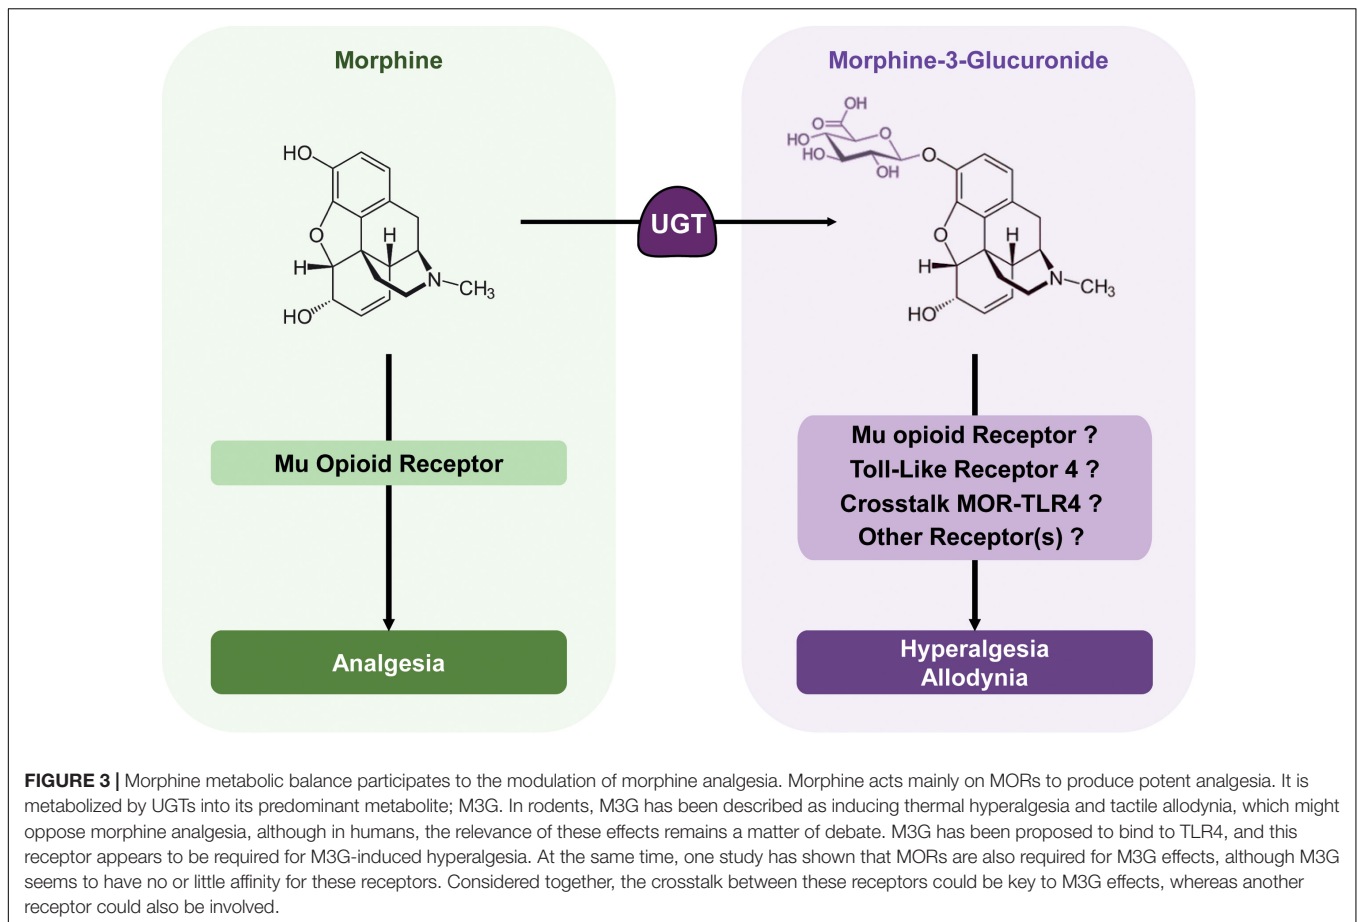 Morphine
Morphine-3-Glucuronide
HO
O
H
H
HO
N
CH3
UGT
OH
O
HO
HO
O
OH
O
O
H
H
HO
N
CH3
Mu Opioid Receptor
Mu opioid Receptor ?
Toll-Like Receptor 4 ?
Crosstalk MOR-TLR4 ?
Other Receptor(s) ?
Analgesia
Hyperalgesia
Allodynia
FIGURE 3 | Morphine metabolic balance participates to the modulation of morphine analgesia. Morphine acts mainly on MORs to produce potent analgesia. It is
metabolized by UGTs into its predominant metabolite; M3G. In rodents, M3G has been described as inducing thermal hyperalgesia and tactile allodynia, which might
oppose morphine analgesia, although in humans, the relevance of these effects remains a matter of debate. M3G has been proposed to bind to TLR4, and this
receptor appears to be required for M3G-induced hyperalgesia. At the same time, one study has shown that MORs are also required for M3G effects, although M3G
seems to have no or little affinity for these receptors. Considered together, the crosstalk between these receptors could be key to M3G effects, whereas another
receptor could also be involved.